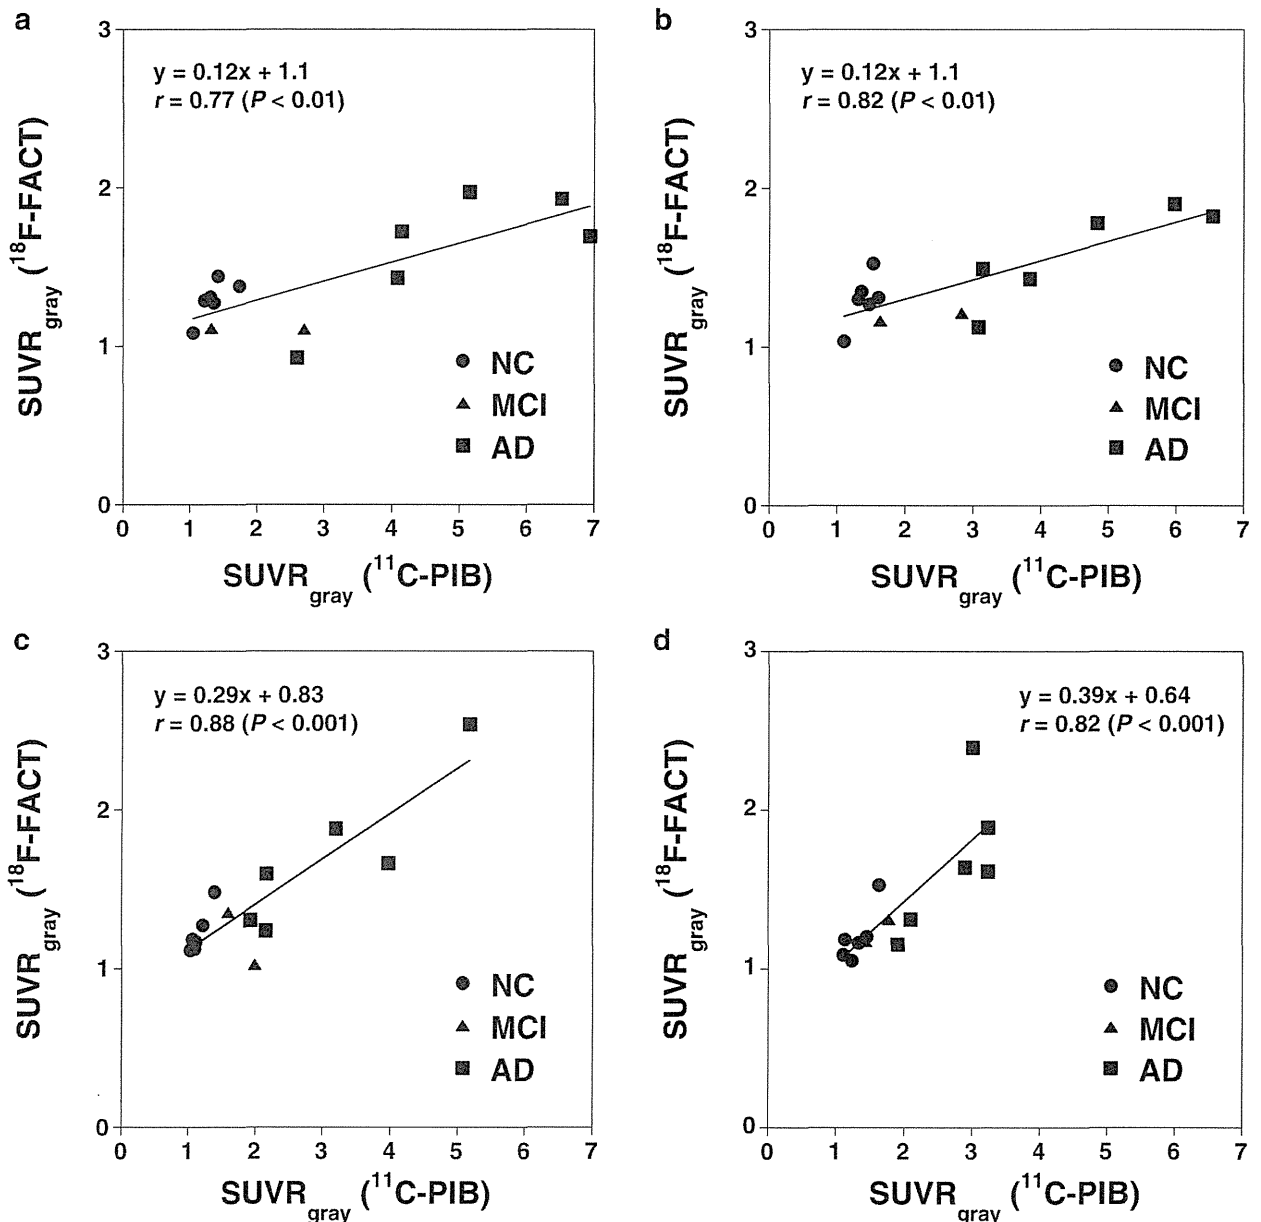 a
3
2
1
0
y = 0.12x + 1.1
r = 0.77 (P < 0.01)
NC
MCI
AD
0 1 2 3 4 5 6 7
SUVRgray (18F-FACT)
SUVRgray (11C-PIB)
b
3
2
1
0
y = 0.12x + 1.1
r = 0.82 (P < 0.01)
NC
MCI
AD
0 1 2 3 4 5 6 7
SUVRgray (18F-FACT)
SUVRgray (11C-PIB)
c
3
2
1
0
y = 0.29x + 0.83
r = 0.88 (P < 0.001)
NC
MCI
AD
0 1 2 3 4 5 6 7
SUVRgray (18F-FACT)
SUVRgray (11C-PIB)
d
3
2
1
0
y = 0.39x + 0.64
r = 0.82 (P < 0.001)
NC
MCI
AD
0 1 2 3 4 5 6 7
SUVRgray (18F-FACT)
SUVRgray (11C-PIB)